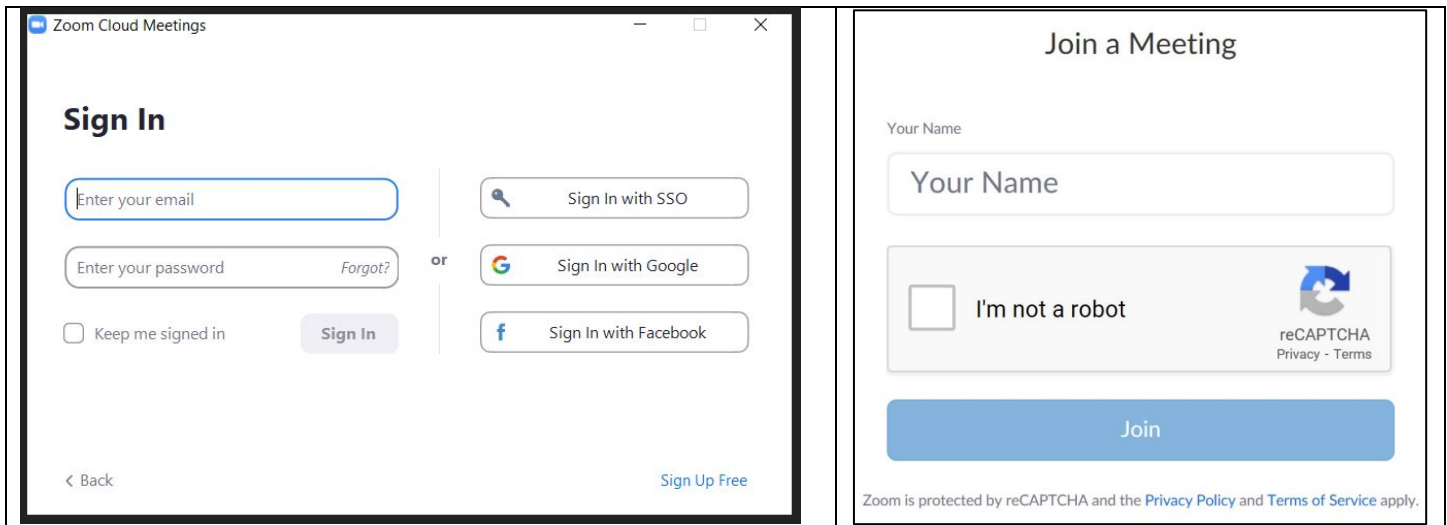 Zoom Cloud Meetings
Sign In
Enter your email
Enter your password Forgot?
Keep me signed in Sign In
or
Sign In with SSO
Sign In with Google
Sign In with Facebook
< Back
Sign Up Free
Join a Meeting
Your Name
Your Name
I'm not a robot
reCAPTCHA
Privacy - Terms
Join
Zoom is protected by reCAPTCHA and the Privacy Policy and Terms of Service apply.